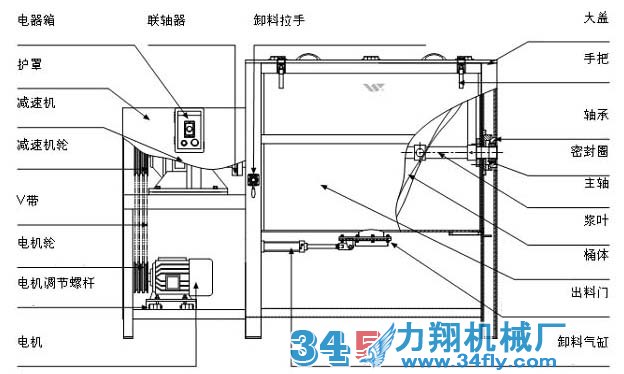 电器箱
联轴器
卸料拉手
大盖
护罩
手把
减速机
轴承
减速机轮
密封圈
主轴
V带
浆叶
电机轮
桶体
电机调节螺杆
出料门
电机
卸料气缸
345
力翔机械厂
www.34fly.com